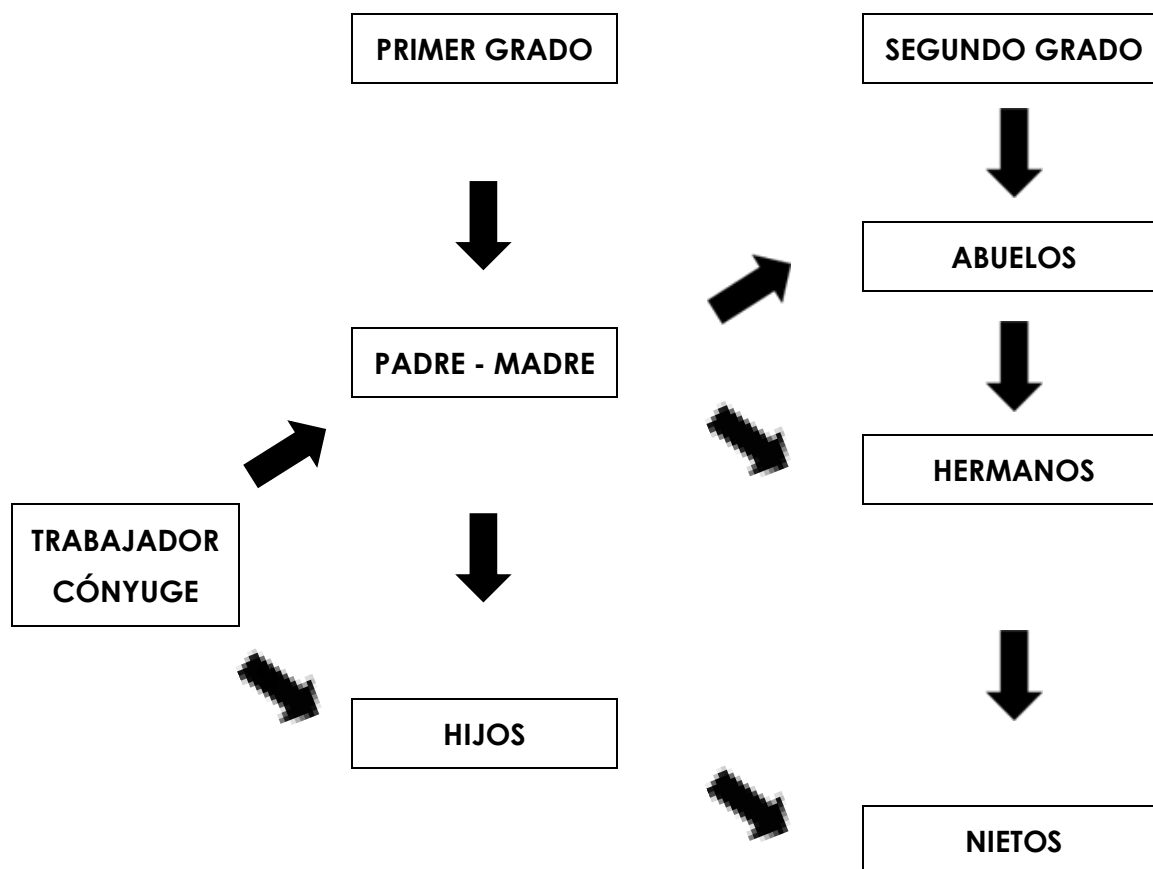 PRIMER GRADO
SEGUNDO GRADO
ABUELOS
PADRE - MADRE
HERMANOS
TRABAJADOR
CÓNYUGE
HIJOS
NIETOS